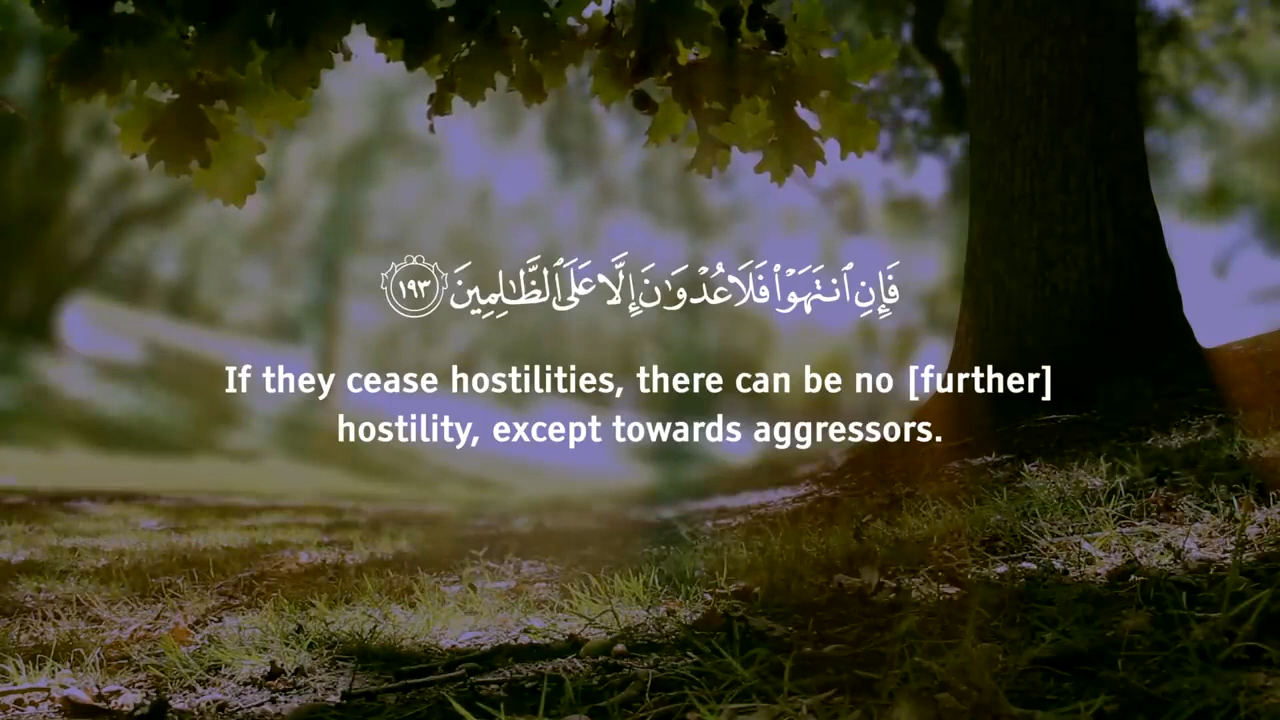 فَإِنِ ٱنتَهَوْا۟ فَلَا عُدْوَٰنَ إِلَّا عَلَى ٱلظَّٰلِمِينَ ١٩٣
If they cease hostilities, there can be no [further]
hostility, except towards aggressors.